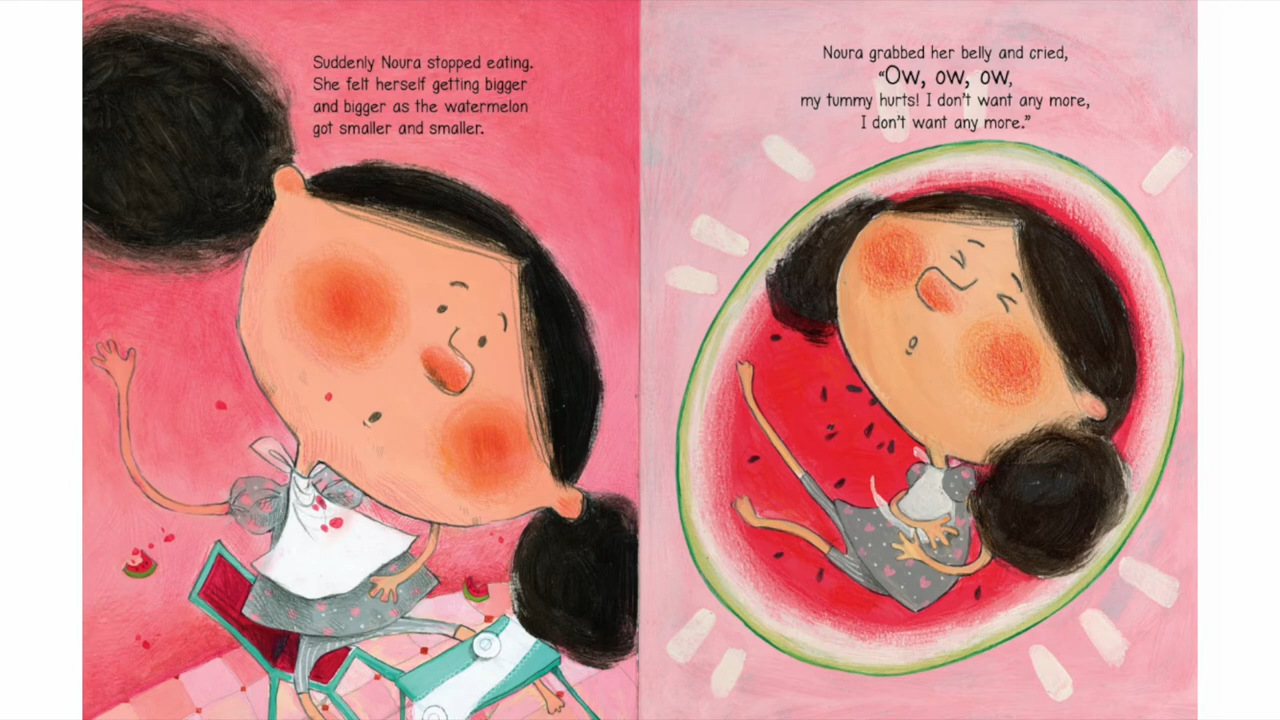 Suddenly Noura stopped eating.
She felt herself getting bigger
and bigger as the watermelon
got smaller and smaller.
Noura grabbed her belly and cried,
“Ow, ow, ow,
my tummy hurts! I don’t want any more,
I don’t want any more.”